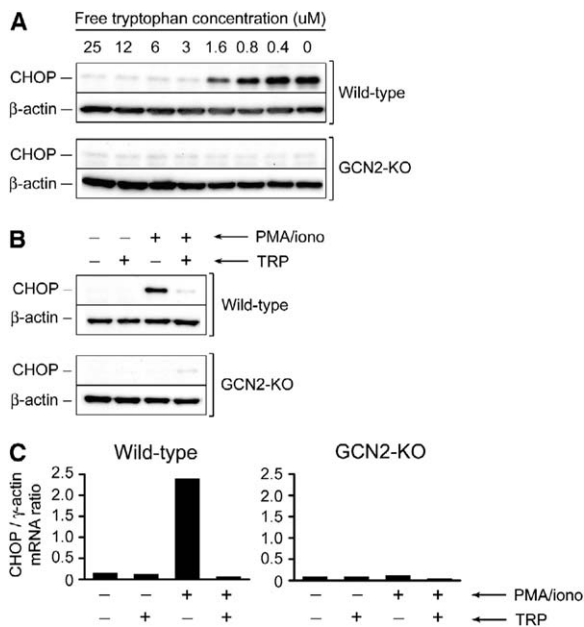 A
Free tryptophan concentration (uM)
25 12 6 3 1.6 0.8 0.4 0
CHOP –
β-actin –
Wild-type
CHOP –
β-actin –
GCN2-KO
B
– – + + ← PMA/iono
– + – + ← TRP
CHOP –
β-actin –
Wild-type
CHOP –
β-actin –
GCN2-KO
C
Wild-type
GCN2-KO
CHOP / γ-actin
mRNA ratio
2.5
2.0
1.5
1.0
0.5
0
2.5
2.0
1.5
1.0
0.5
0
– – + + – – + + ← PMA/iono
– + – + – + – + ← TRP